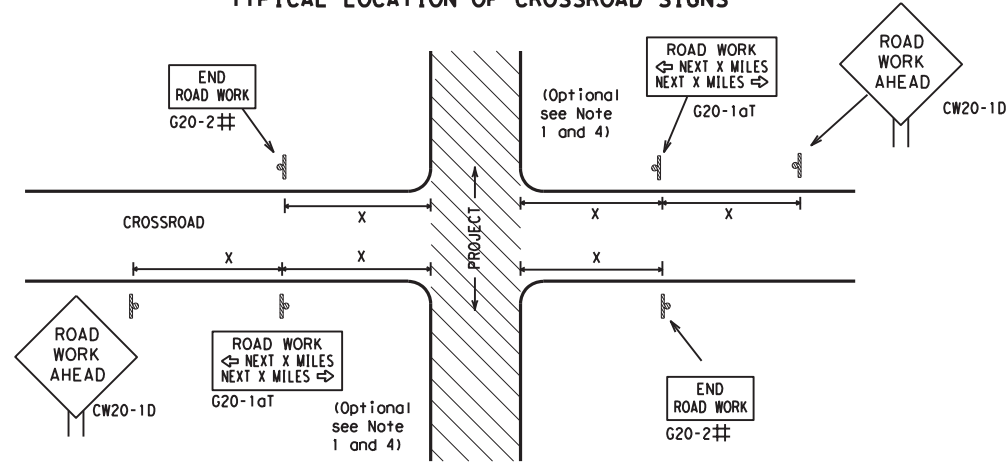 TYPICAL LOCATION OF CROSSROAD SIGNS
END
ROAD WORK
G20-2#
(Optional
see Note
1 and 4)
ROAD WORK
⇦ NEXT X MILES
NEXT X MILES ⇨
G20-1aT
ROAD
WORK
AHEAD
CW20-1D
X
X
X
CROSSROAD
PROJECT
X
X
X
ROAD
WORK
AHEAD
CW20-1D
ROAD WORK
⇦ NEXT X MILES
NEXT X MILES ⇨
G20-1aT
(Optional
see Note
1 and 4)
END
ROAD WORK
G20-2#